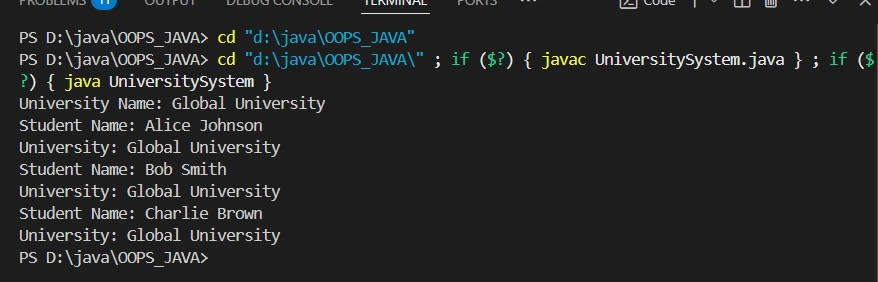 PROBLEMS 11 OUTPUT DEBUG CONSOLE TERMINAL PORTS ... Code ...
PS D:\java\OOPS_JAVA> cd "d:\java\OOPS_JAVA"
PS D:\java\OOPS_JAVA> cd "d:\java\OOPS_JAVA\" ; if ($?) { javac UniversitySystem.java } ; if ($
?) { java UniversitySystem }
University Name: Global University
Student Name: Alice Johnson
University: Global University
Student Name: Bob Smith
University: Global University
Student Name: Charlie Brown
University: Global University
PS D:\java\OOPS_JAVA>